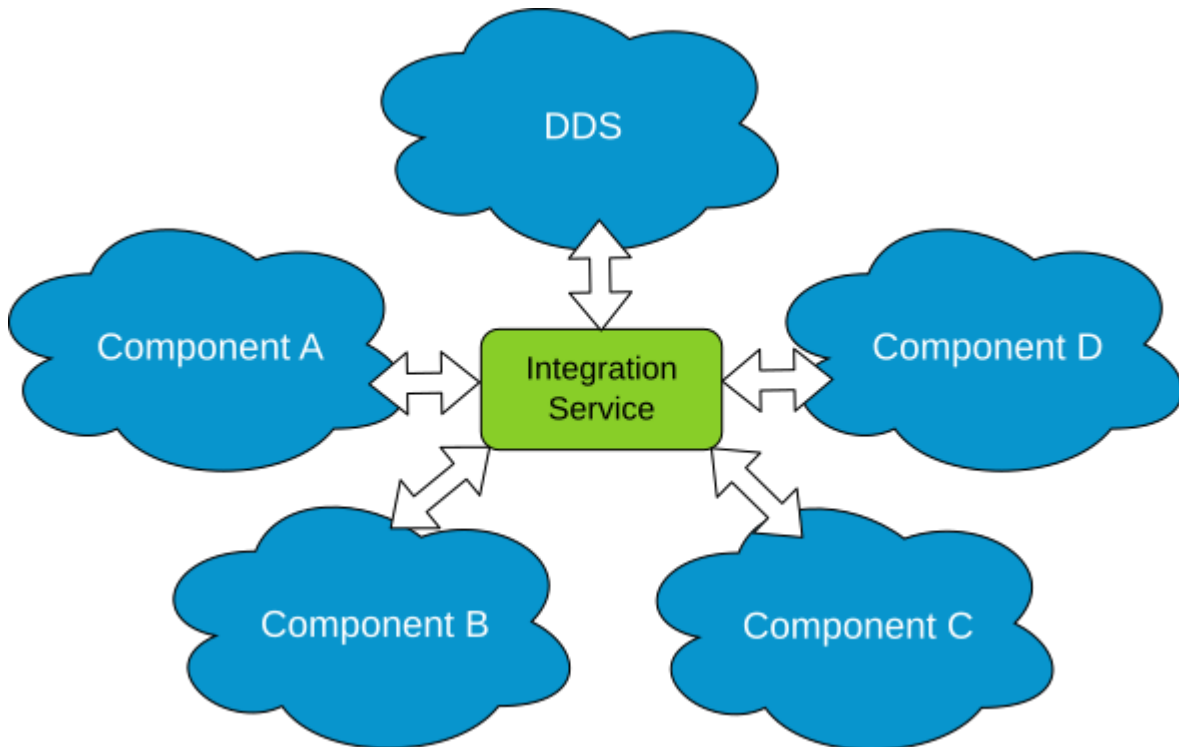 DDS
Component A
Integration
Service
Component D
Component B
Component C